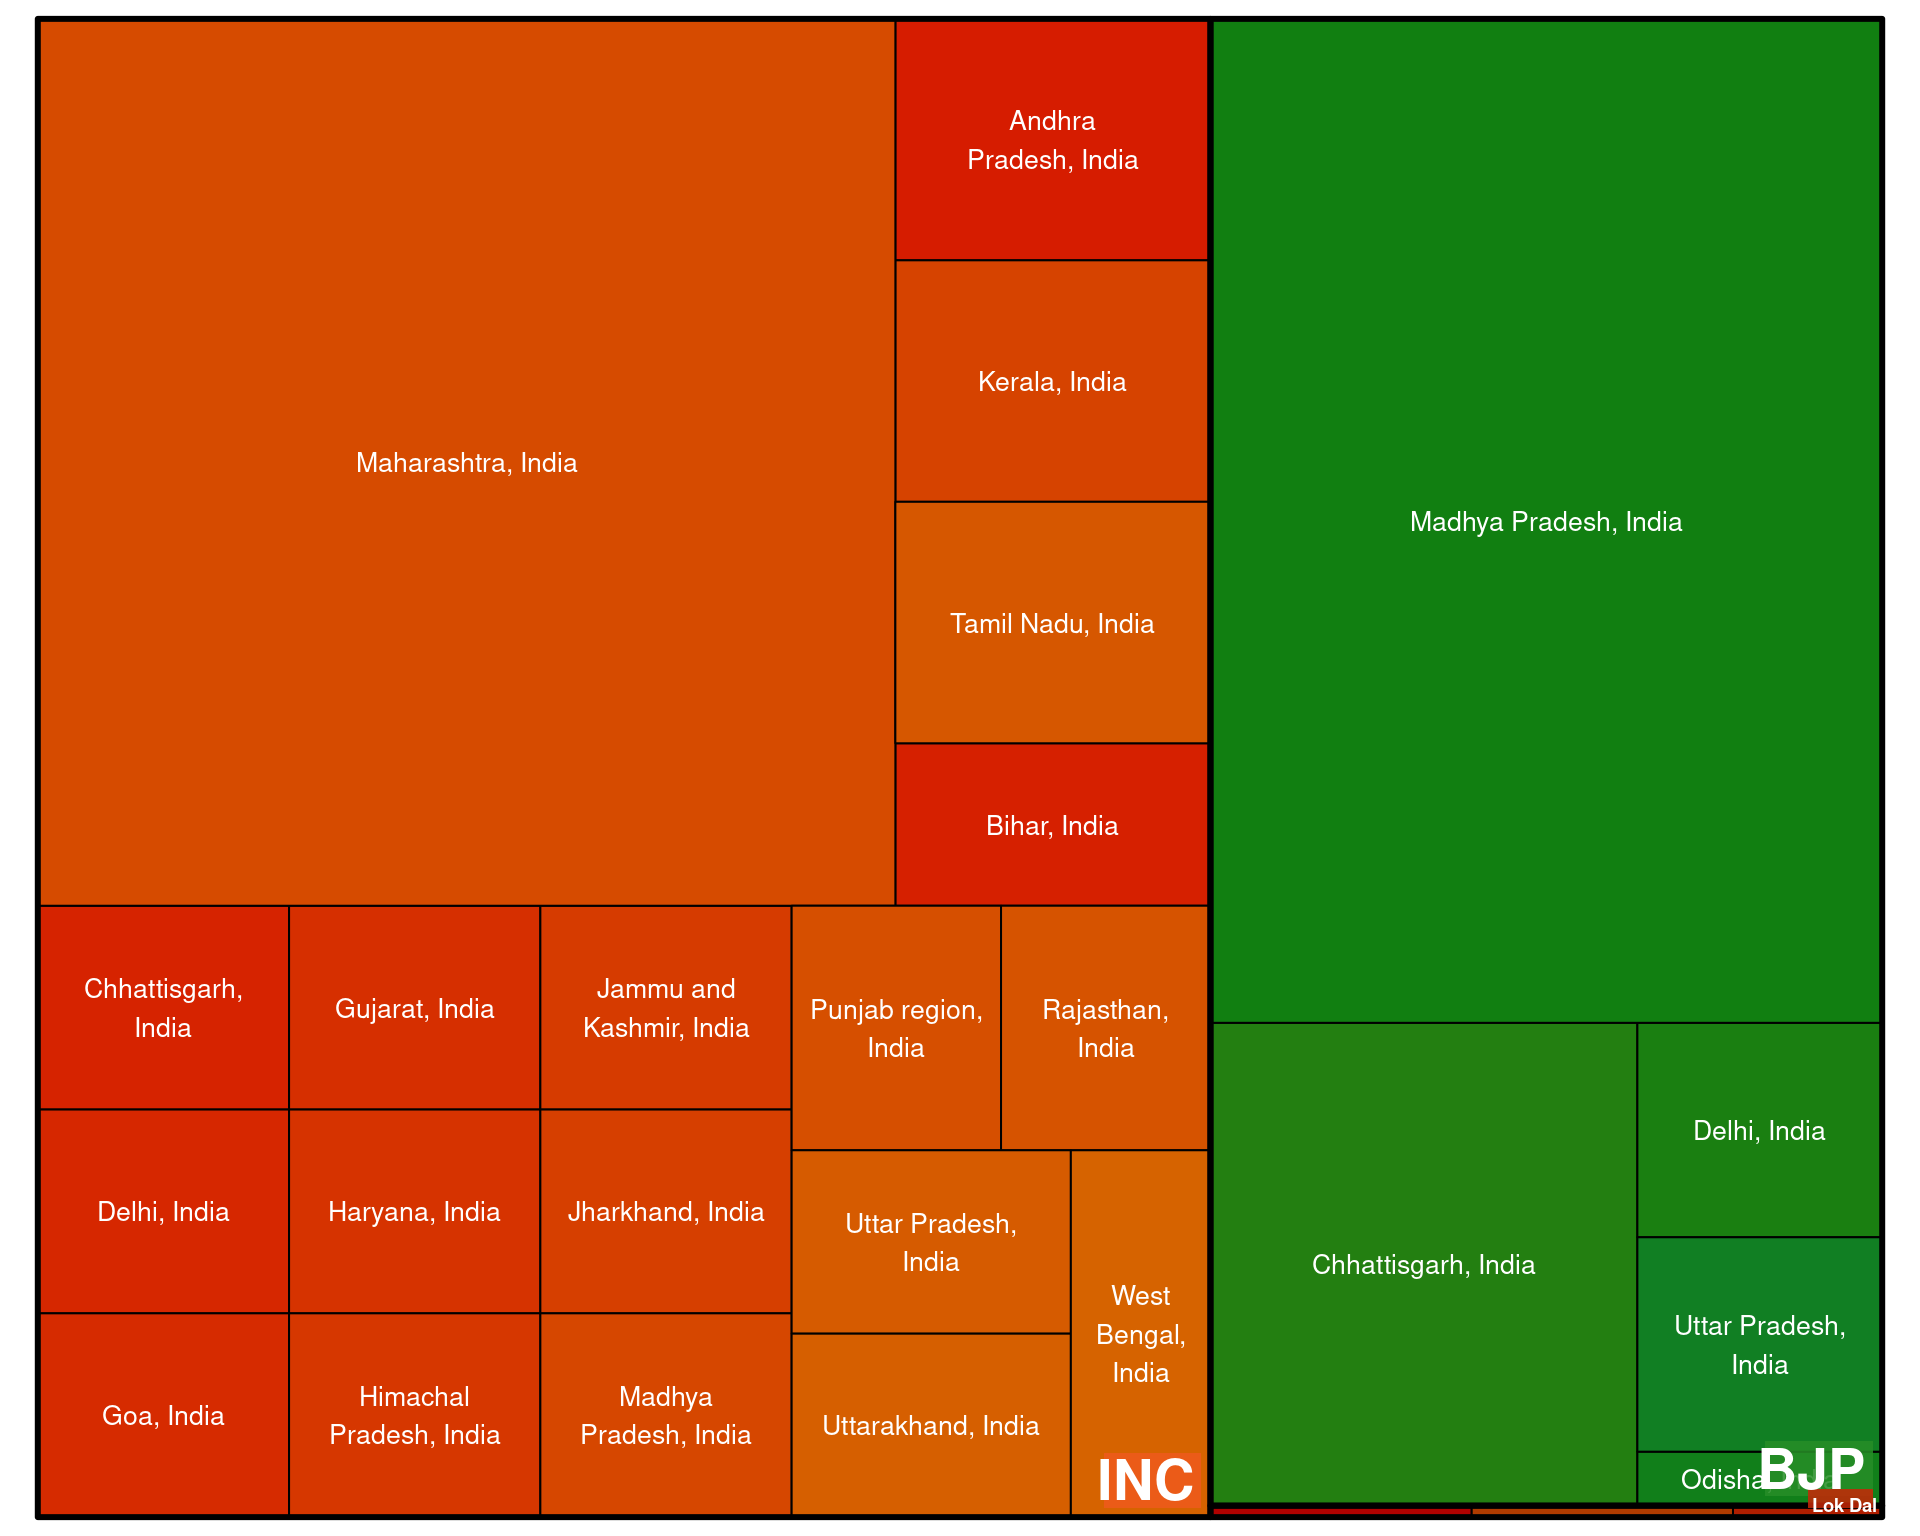 Maharashtra, India
Andhra
Pradesh, India
Kerala, India
Tamil Nadu, India
Bihar, India
Chhattisgarh,
India
Gujarat, India
Jammu and
Kashmir, India
Punjab region,
India
Rajasthan,
India
Delhi, India
Haryana, India
Jharkhand, India
Uttar Pradesh,
India
West
Bengal,
India
Goa, India
Himachal
Pradesh, India
Madhya
Pradesh, India
Uttarakhand, India
INC
Madhya Pradesh, India
Chhattisgarh, India
Delhi, India
Uttar Pradesh,
India
Odisha
BJP
Lok Dal